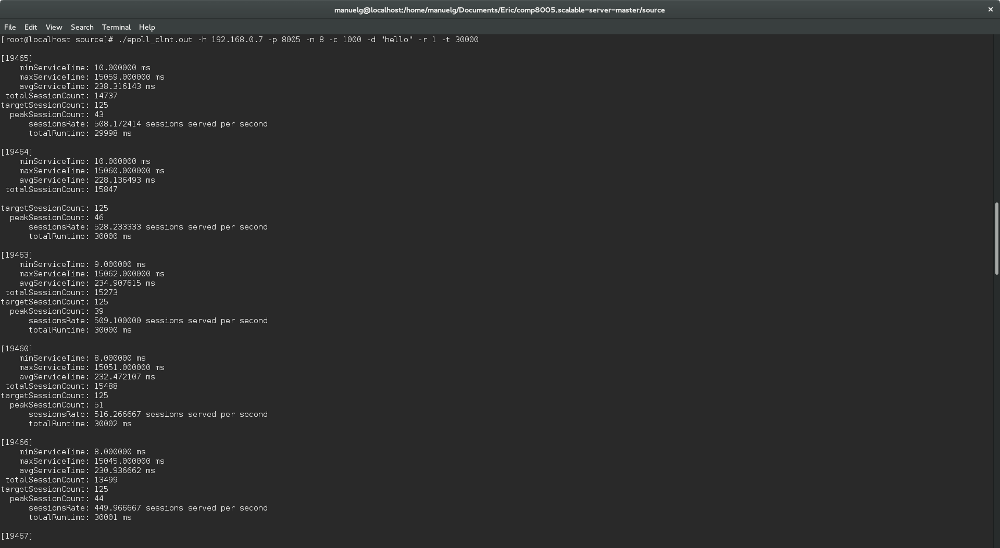 manuelg@localhost:/home/manuelg/Documents/Eric/comp8005.scalable-server-master/source
×
File Edit View Search Terminal Help
[root@localhost source]# ./epoll_clnt.out -h 192.168.0.7 -p 8005 -n 8 -c 1000 -d "hello" -r 1 -t 30000
[19465]
minServiceTime: 10.000000 ms
maxServiceTime: 15059.000000 ms
avgServiceTime: 238.316143 ms
totalSessionCount: 14737
targetSessionCount: 125
peakSessionCount: 43
sessionsRate: 508.172414 sessions served per second
totalRuntime: 29998 ms
[19464]
minServiceTime: 10.000000 ms
maxServiceTime: 15060.000000 ms
avgServiceTime: 228.136493 ms
totalSessionCount: 15847
targetSessionCount: 125
peakSessionCount: 46
sessionsRate: 528.233333 sessions served per second
totalRuntime: 30000 ms
[19463]
minServiceTime: 9.000000 ms
maxServiceTime: 15062.000000 ms
avgServiceTime: 234.907615 ms
totalSessionCount: 15273
targetSessionCount: 125
peakSessionCount: 39
sessionsRate: 509.100000 sessions served per second
totalRuntime: 30000 ms
[19460]
minServiceTime: 8.000000 ms
maxServiceTime: 15051.000000 ms
avgServiceTime: 232.472107 ms
totalSessionCount: 15488
targetSessionCount: 125
peakSessionCount: 51
sessionsRate: 516.266667 sessions served per second
totalRuntime: 30002 ms
[19466]
minServiceTime: 8.000000 ms
maxServiceTime: 15045.000000 ms
avgServiceTime: 230.936662 ms
totalSessionCount: 13499
targetSessionCount: 125
peakSessionCount: 44
sessionsRate: 449.966667 sessions served per second
totalRuntime: 30001 ms
[19467]